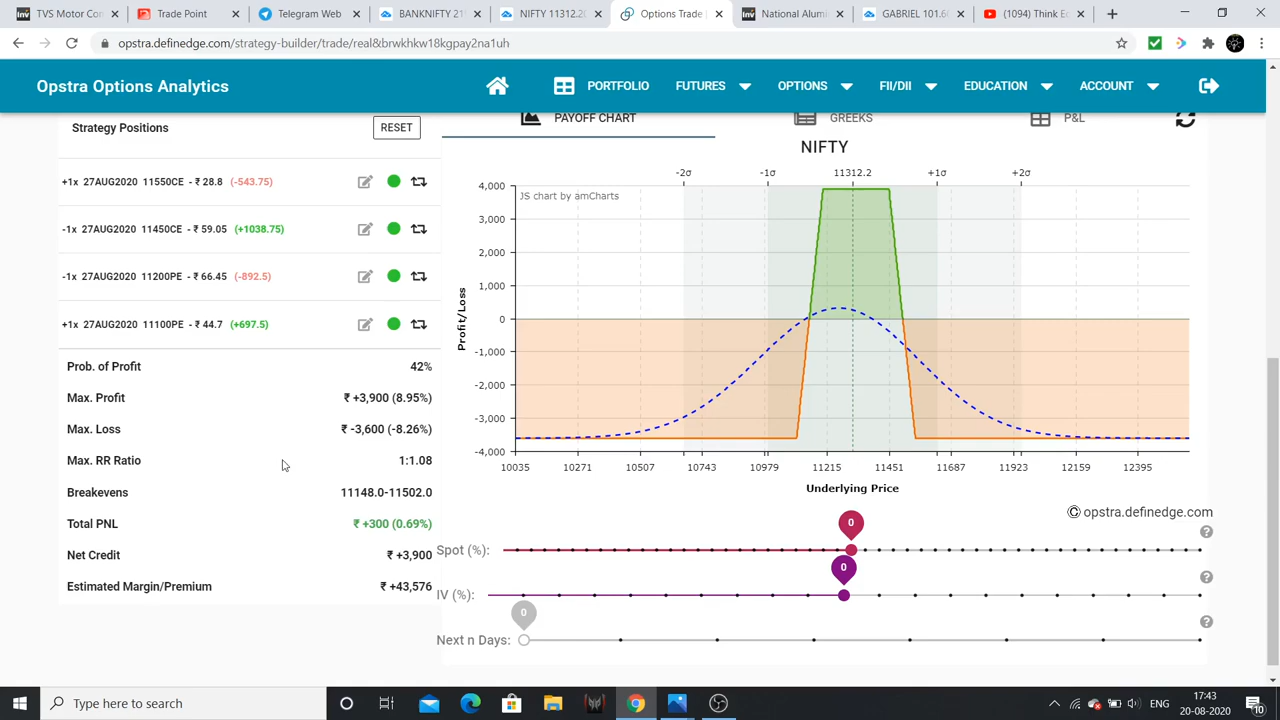 TVS Motor Con
Trade Point
Telegram Web
BANKNIFTY 21
NIFTY 11312.20
Options Trade |
National Alumi
GABRIEL 101.6
(1094) Think E
opstra.definedge.com/strategy-builder/trade/real&brwkhkw18kgpay2na1uh
Opstra Options Analytics
PORTFOLIO
FUTURES
OPTIONS
FII/DII
EDUCATION
ACCOUNT
Strategy Positions
RESET
+1x 27AUG2020 11550CE - ₹ 28.8 (-543.75)
-1x 27AUG2020 11450CE - ₹ 59.05 (+1038.75)
-1x 27AUG2020 11200PE - ₹ 66.45 (-892.5)
+1x 27AUG2020 11100PE - ₹ 44.7 (+697.5)
Prob. of Profit 42%
Max. Profit ₹ +3,900 (8.95%)
Max. Loss ₹ -3,600 (-8.26%)
Max. RR Ratio 1:1.08
Breakevens 11148.0-11502.0
Total PNL ₹ +300 (0.69%)
Net Credit ₹ +3,900
Estimated Margin/Premium ₹ +43,576
PAYOFF CHART
GREEKS
P&L
NIFTY
-2σ -1σ 11312.2 +1σ +2σ
JS chart by amCharts
4,000
3,000
2,000
1,000
0
-1,000
-2,000
-3,000
-4,000
Profit/Loss
10035 10271 10507 10743 10979 11215 11451 11687 11923 12159 12395
Underlying Price
© opstra.definedge.com
?
0
Spot (%):
0
?
IV (%):
0
?
Next n Days:
Type here to search
ENG
17:43
20-08-2020
10